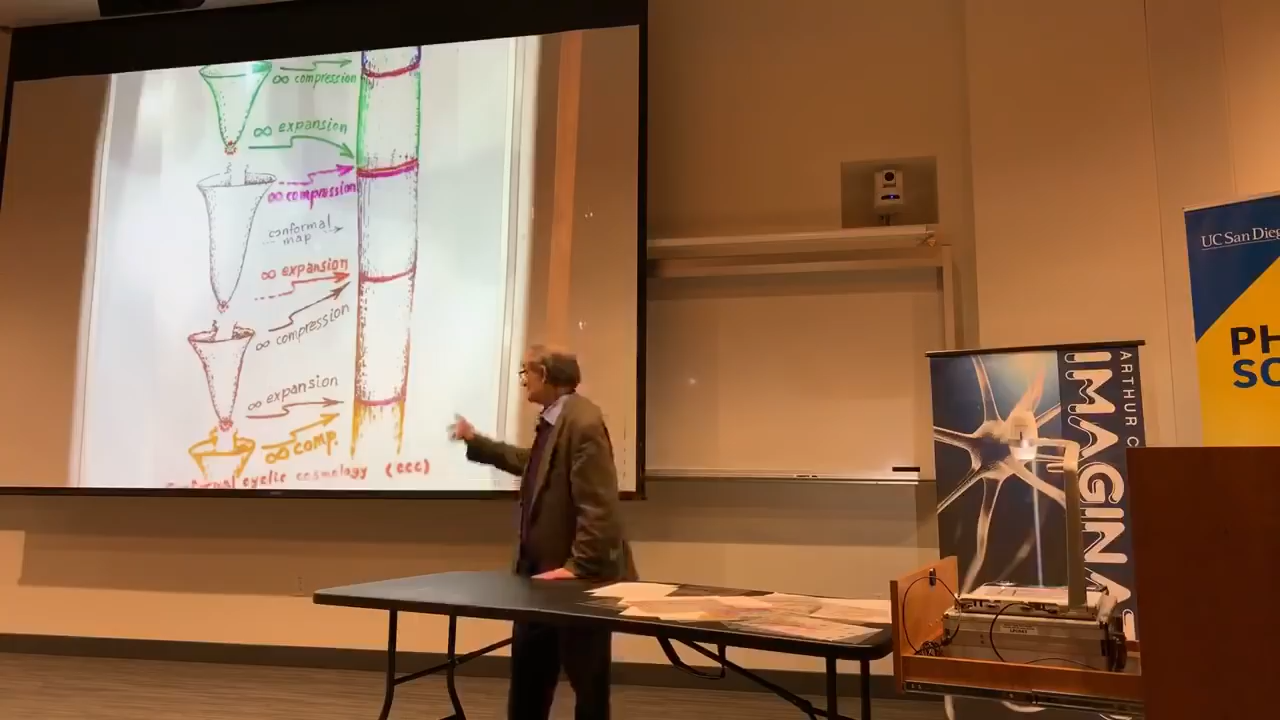 ∞ compression
∞ expansion
∞ compression
conformal
map
∞ expansion
∞ compression
∞ expansion
∞ comp.
cyclic cosmology (CCC)
UC San Dieg
PH
SC
ARTHUR C
IMAGINA